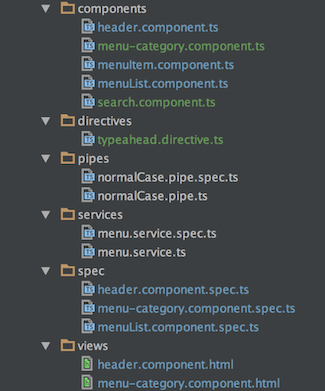 components
header.component.ts
menu-category.component.ts
menuItem.component.ts
menuList.component.ts
search.component.ts
directives
typeahead.directive.ts
pipes
normalCase.pipe.spec.ts
normalCase.pipe.ts
services
menu.service.spec.ts
menu.service.ts
spec
header.component.spec.ts
menu-category.component.spec.ts
menuList.component.spec.ts
views
header.component.html
menu-category.component.html